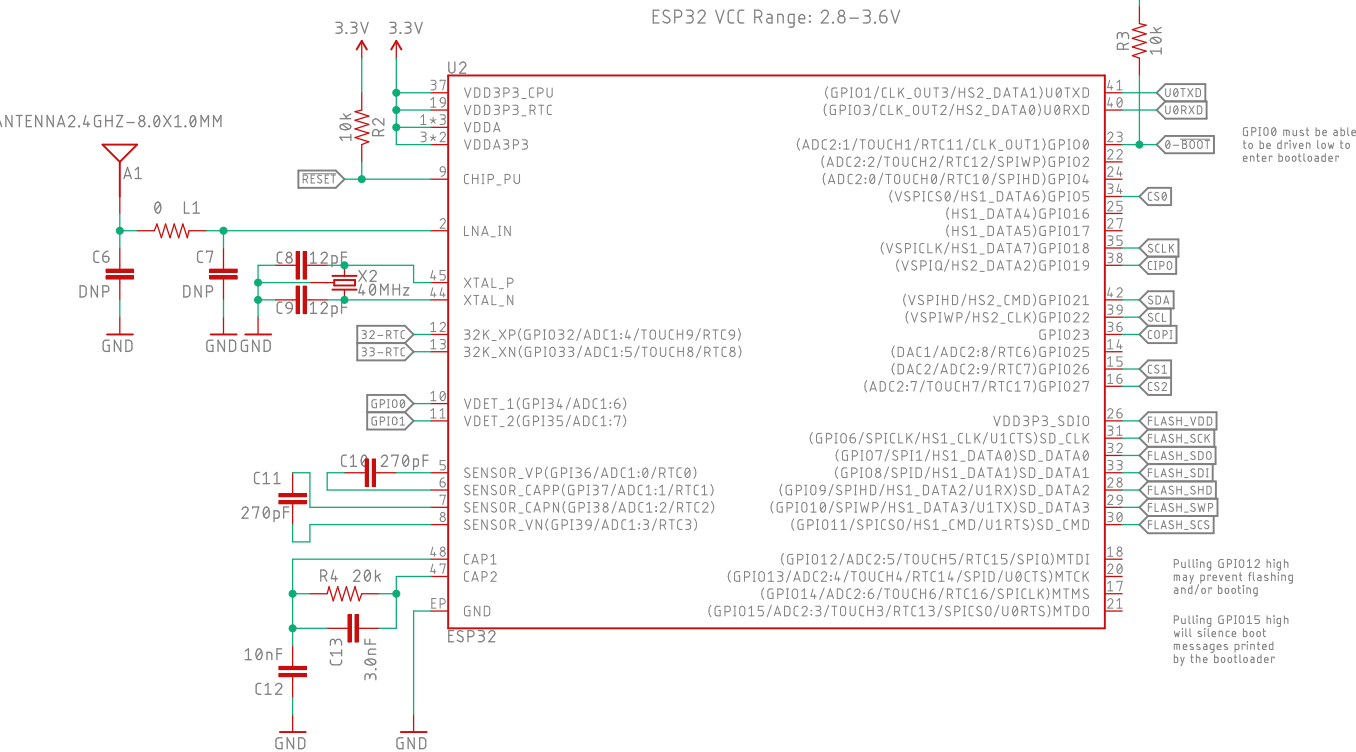 ESP32 VCC Range: 2.8-3.6V
3.3V
3.3V
R3
10k
U2
ANTENNA2.4GHZ-8.0X1.0MM
A1
10k
R2
RESET
0
L1
C6
DNP
GND
C7
DNP
GND
GND
C8
12pF
X2
40MHz
C9
12pF
32-RTC
33-RTC
GPIO0
GPIO1
C10
270pF
C11
270pF
R4
20k
C13
3.0nF
10nF
C12
GND
GND
37 VDD3P3_CPU
19 VDD3P3_RTC
1*3 VDDA
3*2 VDDA3P3
9 CHIP_PU
2 LNA_IN
45 XTAL_P
44 XTAL_N
12 32K_XP(GPIO32/ADC1:4/TOUCH9/RTC9)
13 32K_XN(GPIO33/ADC1:5/TOUCH8/RTC8)
10 VDET_1(GPI34/ADC1:6)
11 VDET_2(GPI35/ADC1:7)
5 SENSOR_VP(GPI36/ADC1:0/RTC0)
6 SENSOR_CAPP(GPI37/ADC1:1/RTC1)
7 SENSOR_CAPN(GPI38/ADC1:2/RTC2)
8 SENSOR_VN(GPI39/ADC1:3/RTC3)
48 CAP1
47 CAP2
EP GND
ESP32
(GPIO1/CLK_OUT3/HS2_DATA1)U0TXD 41 U0TXD
(GPIO3/CLK_OUT2/HS2_DATA0)U0RXD 40 U0RXD
(ADC2:1/TOUCH1/RTC11/CLK_OUT1)GPIO0 23 0-BOOT
(ADC2:2/TOUCH2/RTC12/SPIWP)GPIO2 22
(ADC2:0/TOUCH0/RTC10/SPIHD)GPIO4 24
(VSPICS0/HS1_DATA6)GPIO5 34 CS0
(HS1_DATA4)GPIO16 25
(HS1_DATA5)GPIO17 27
(VSPICLK/HS1_DATA7)GPIO18 35 SCLK
(VSPIQ/HS2_DATA2)GPIO19 38 CIPO
(VSPIHD/HS2_CMD)GPIO21 42 SDA
(VSPIWP/HS2_CLK)GPIO22 39 SCL
GPIO23 36 COPI
(DAC1/ADC2:8/RTC6)GPIO25 14
(DAC2/ADC2:9/RTC7)GPIO26 15 CS1
(ADC2:7/TOUCH7/RTC17)GPIO27 16 CS2
VDD3P3_SDIO 26 FLASH_VDD
(GPIO6/SPICLK/HS1_CLK/U1CTS)SD_CLK 31 FLASH_SCK
(GPIO7/SPI1/HS1_DATA0)SD_DATA0 32 FLASH_SDO
(GPIO8/SPID/HS1_DATA1)SD_DATA1 33 FLASH_SDI
(GPIO9/SPIHD/HS1_DATA2/U1RX)SD_DATA2 28 FLASH_SHD
(GPIO10/SPIWP/HS1_DATA3/U1TX)SD_DATA3 29 FLASH_SWP
(GPIO11/SPICSO/HS1_CMD/U1RTS)SD_CMD 30 FLASH_SCS
(GPIO12/ADC2:5/TOUCH5/RTC15/SPIQ)MTDI 18
(GPIO13/ADC2:4/TOUCH4/RTC14/SPID/U0CTS)MTCK 20
(GPIO14/ADC2:6/TOUCH6/RTC16/SPICLK)MTMS 17
(GPIO15/ADC2:3/TOUCH3/RTC13/SPICSO/U0RTS)MTDO 21
GPIO0 must be able
to be driven low to
enter bootloader
Pulling GPIO12 high
may prevent flashing
and/or booting
Pulling GPIO15 high
will silence boot
messages printed
by the bootloader